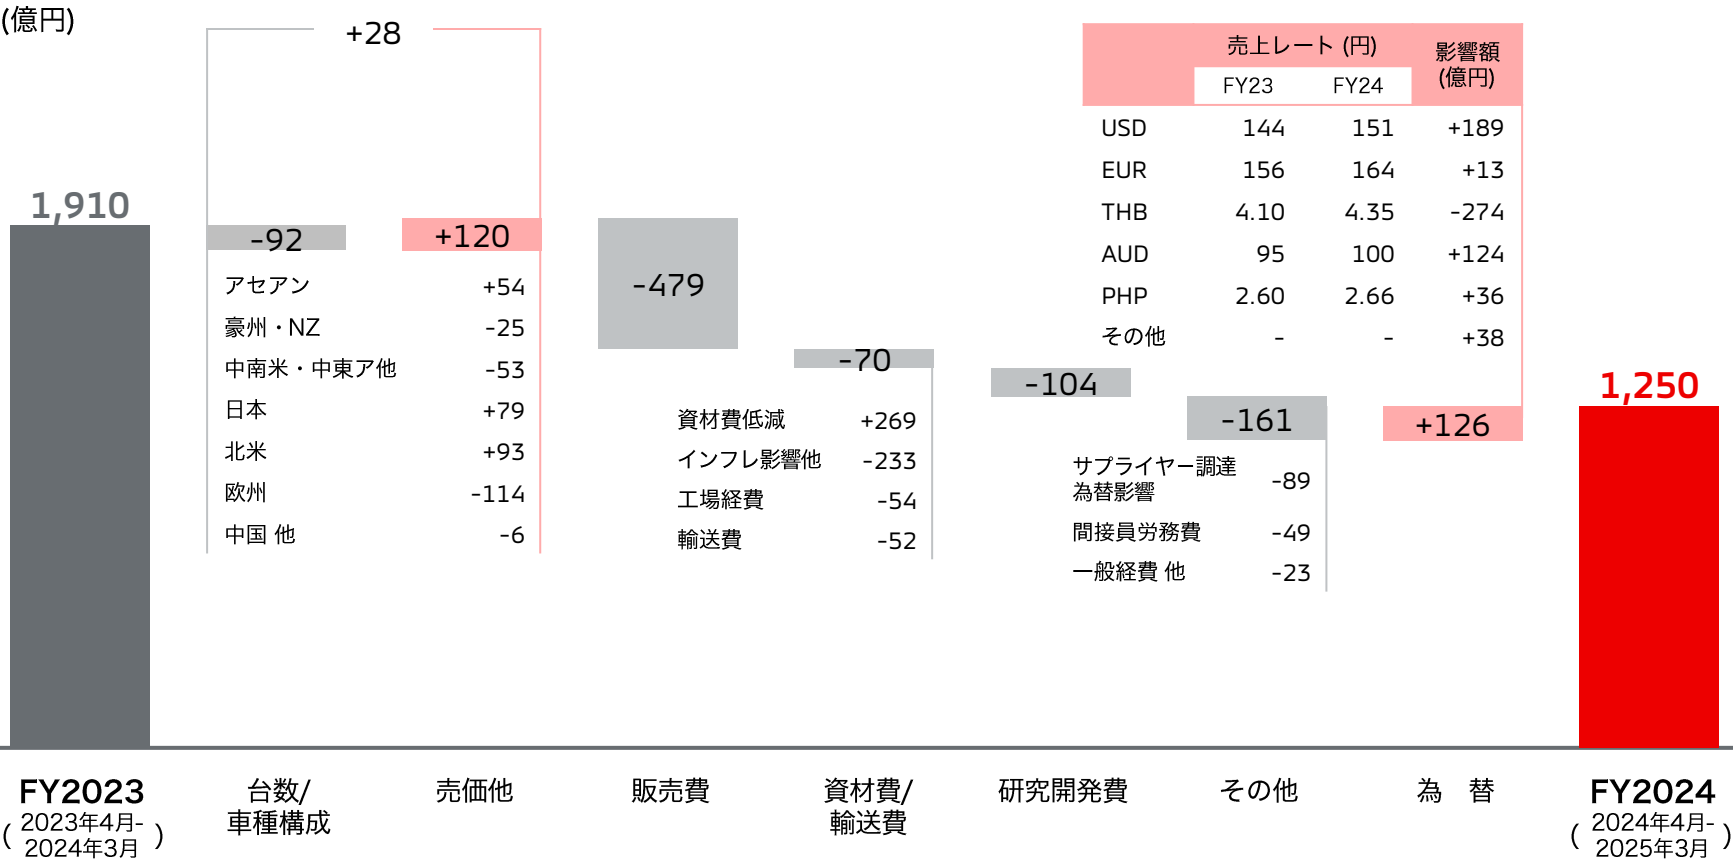 (億円)
+28
1,910
-92
+120
アセアン +54
豪州・NZ -25
中南米・中東ア他 -53
日本 +79
北米 +93
欧州 -114
中国 他 -6
-479
-70
資材費低減 +269
インフレ影響他 -233
工場経費 -54
輸送費 -52
-104
-161
サプライヤー調達
為替影響 -89
間接員労務費 -49
一般経費 他 -23
売上レート (円) 影響額
(億円)
FY23 FY24
USD 144 151 +189
EUR 156 164 +13
THB 4.10 4.35 -274
AUD 95 100 +124
PHP 2.60 2.66 +36
その他 - - +38
+126
1,250
FY2023
( 2023年4月-
2024年3月 )
台数/
車種構成
売価他
販売費
資材費/
輸送費
研究開発費
その他
為 替
FY2024
( 2024年4月-
2025年3月 )